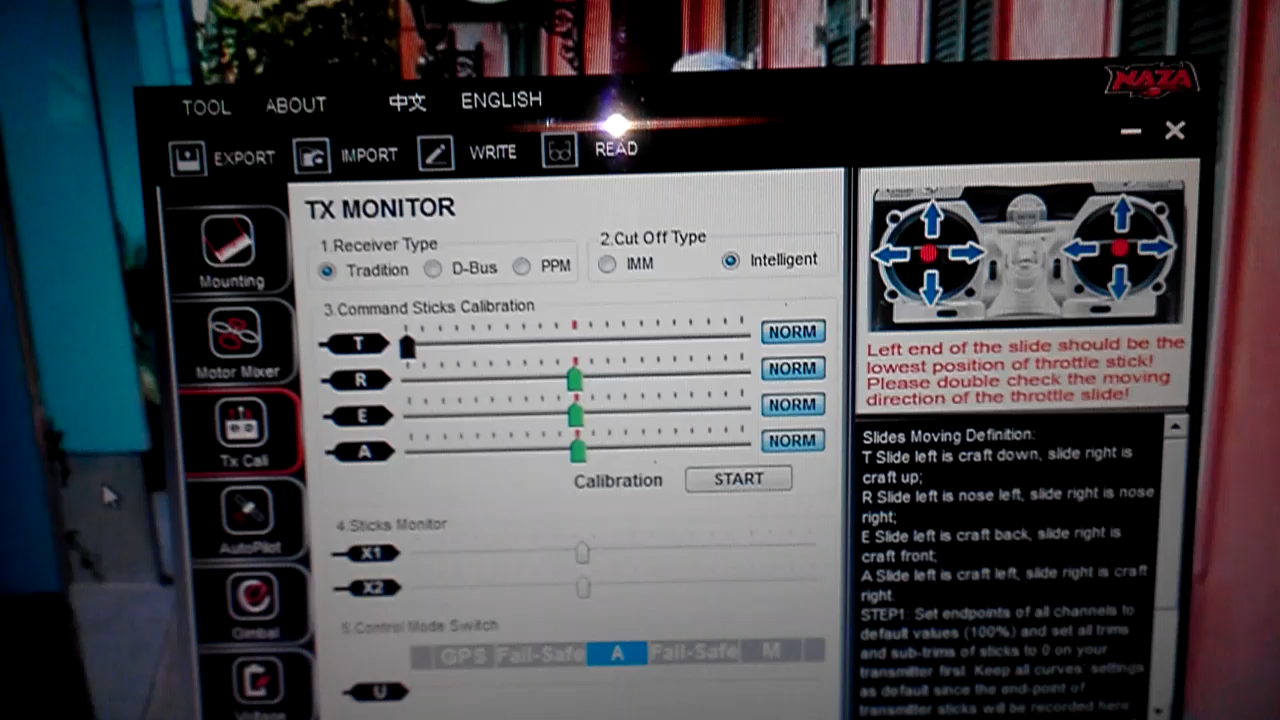 NAZA
TOOL ABOUT 中文 ENGLISH
EXPORT IMPORT WRITE READ
TX MONITOR
1.Receiver Type
Tradition D-Bus PPM
2.Cut Off Type
IMM Intelligent
3.Command Sticks Calibration
T NORM
R NORM
E NORM
A NORM
Calibration START
4.Sticks Monitor
X1
X2
5.Control Mode Switch
GPS Fail-Safe A Fail-Safe M
U
Mounting
Motor Mixer
Tx Cali
AutoPilot
Gimbal
Voltage
Left end of the slide should be the
lowest position of throttle stick!
Please double check the moving
direction of the throttle slide!
Slides Moving Definition:
T Slide left is craft down, slide right is
craft up;
R Slide left is nose left, slide right is nose
right;
E Slide left is craft back, slide right is
craft front;
A Slide left is craft left, slide right is craft
right.
STEP1: Set endpoints of all channels to
default values (100%) and set all trims
and sub-trims of sticks to 0 on your
transmitter first. Keep all curves' settings
as default since the end-point of
transmitter sticks will be recorded here